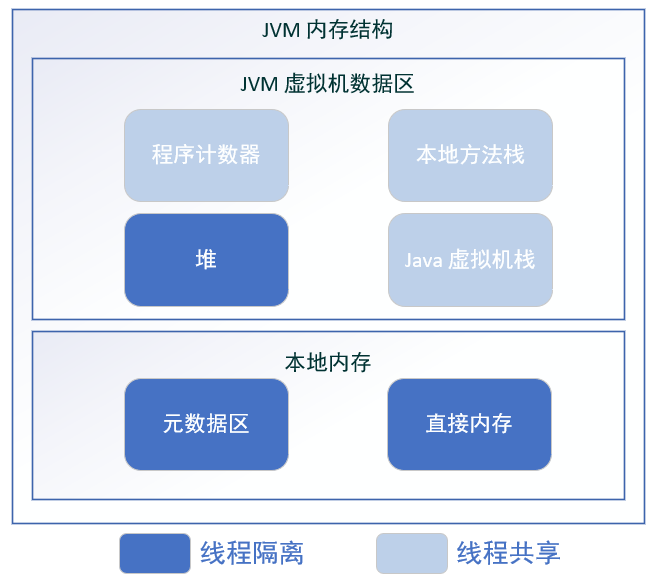 JVM 内存结构
JVM 虚拟机数据区
程序计数器
本地方法栈
堆
Java 虚拟机栈
本地内存
元数据区
直接内存
线程隔离
线程共享